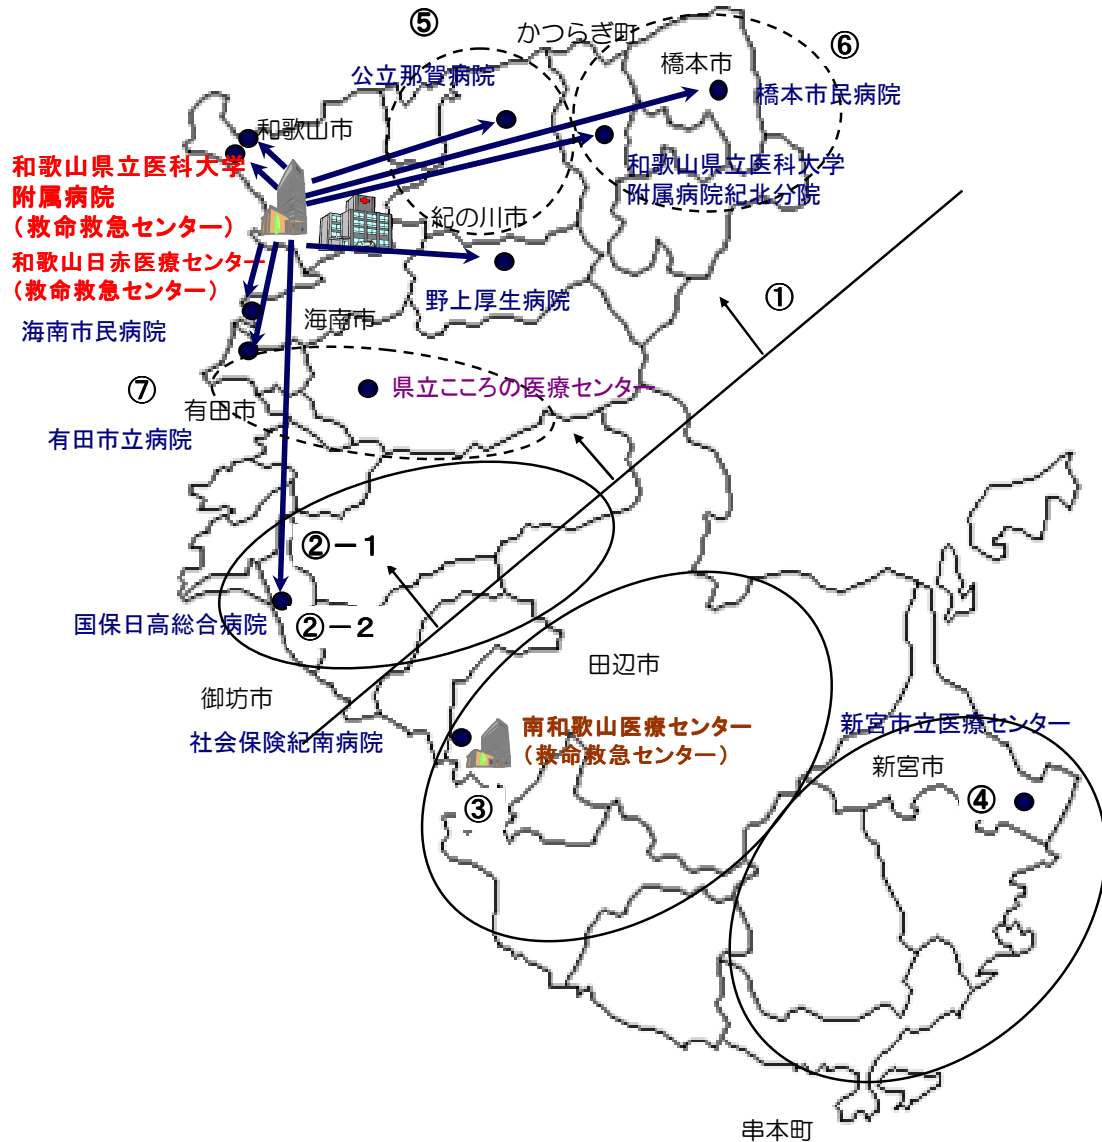 ⑤
かつらぎ町
⑥
公立那賀病院
橋本市
橋本市民病院
和歌山市
和歌山県立医科大学
附属病院
(救命救急センター)
和歌山県立医科大学
附属病院紀北分院
紀の川市
和歌山日赤医療センター
(救命救急センター)
野上厚生病院
①
海南市民病院
海南市
⑦
県立こころの医療センター
有田市
有田市立病院
②-1
国保日高総合病院
②-2
田辺市
御坊市
社会保険紀南病院
南和歌山医療センター
(救命救急センター)
新宮市立医療センター
新宮市
③
④
串本町